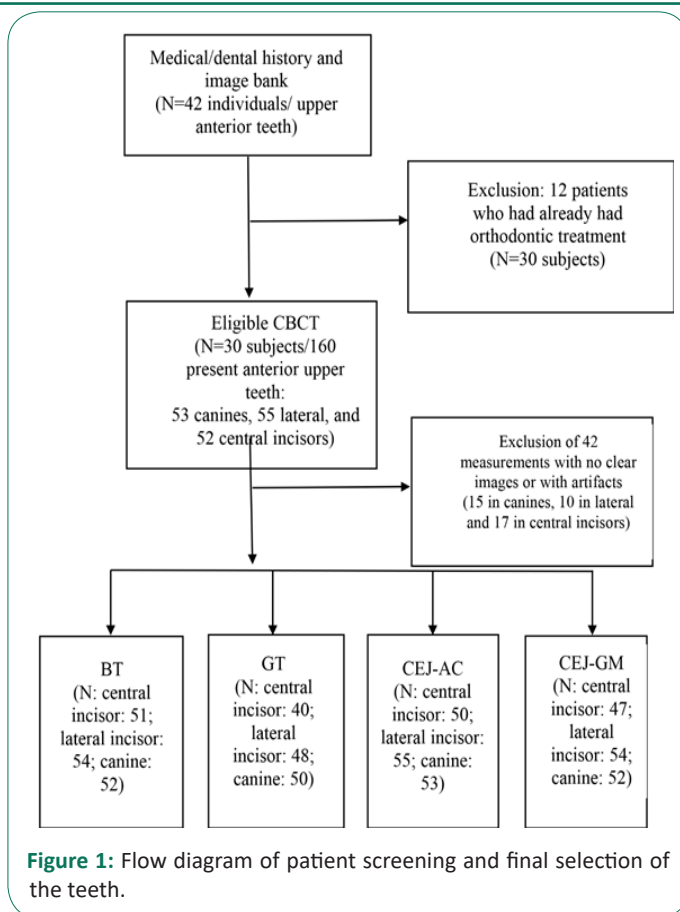 Medical/dental history and
image bank
(N=42 individuals/ upper
anterior teeth)
Exclusion: 12 patients
who had already had
orthodontic treatment
(N=30 subjects)
Eligible CBCT
(N=30 subjects/160
present anterior upper
teeth:
53 canines, 55 lateral, and
52 central incisors)
Exclusion of 42
measurements with no clear
images or with artifacts
(15 in canines, 10 in lateral
and 17 in central incisors)
BT
(N: central
incisor: 51;
lateral incisor:
54; canine:
52)
GT
(N: central
incisor: 40;
lateral
incisor: 48;
canine: 50)
CEJ-AC
(N: central
incisor: 50;
lateral incisor:
55; canine:
53)
CEJ-GM
(N: central
incisor: 47;
lateral
incisor: 54;
canine: 52)
Figure 1: Flow diagram of patient screening and final selection of
the teeth.